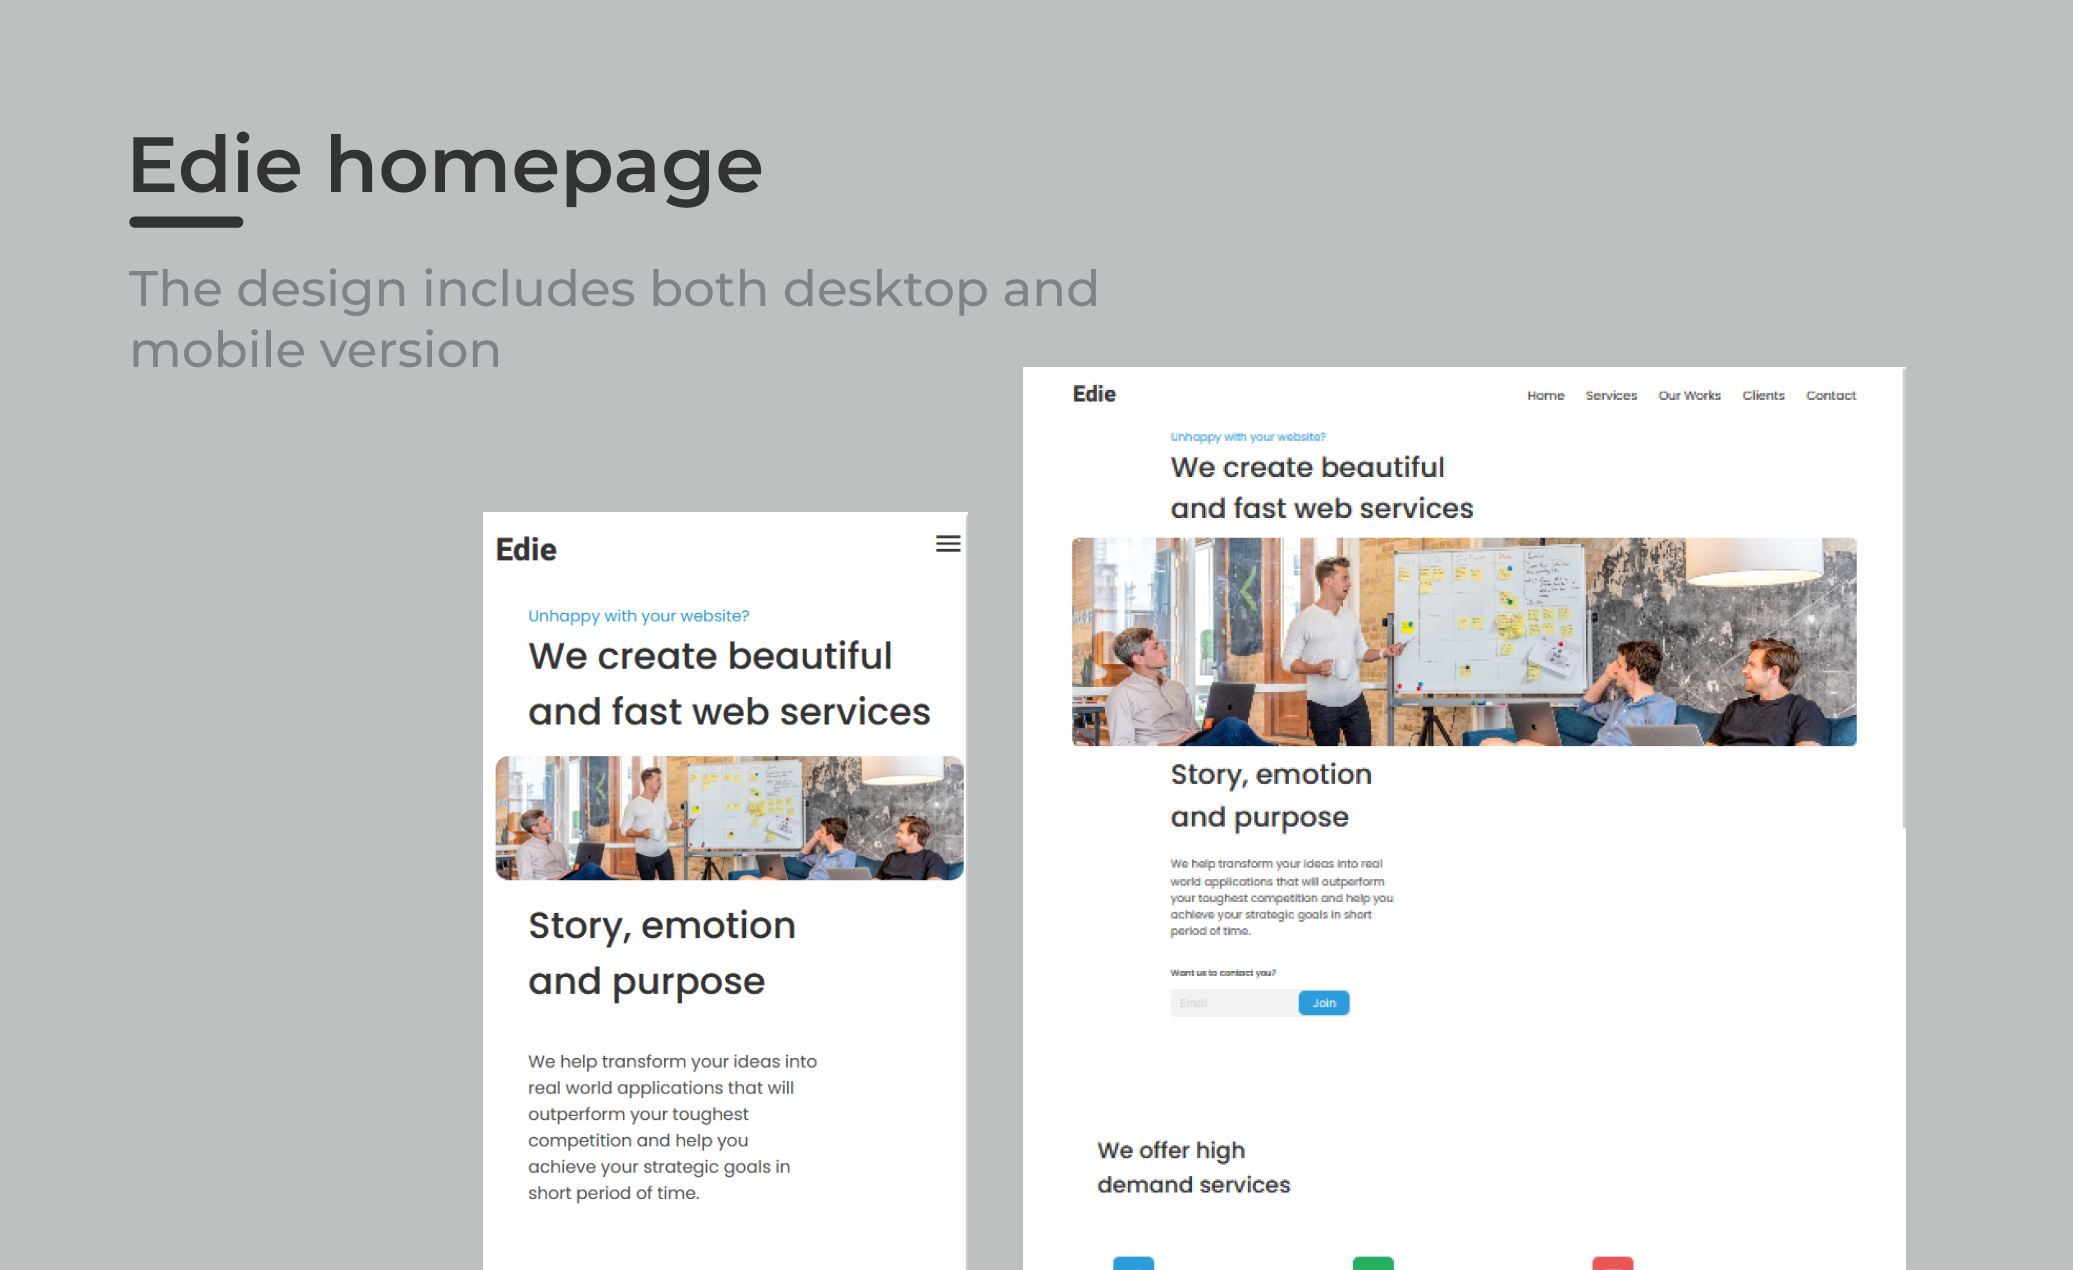 Edie homepage
The design includes both desktop and
mobile version
Edie
Unhappy with your website?
We create beautiful
and fast web services
Story, emotion
and purpose
We help transform your ideas into
real world applications that will
outperform your toughest
competition and help you
achieve your strategic goals in
short period of time.
Edie
Home Services Our Works Clients Contact
Unhappy with your website?
We create beautiful
and fast web services
Story, emotion
and purpose
We help transform your ideas into real
world applications that will outperform
your toughest competition and help you
achieve your strategic goals in short
period of time.
Want us to contact you?
Email Join
We offer high
demand services